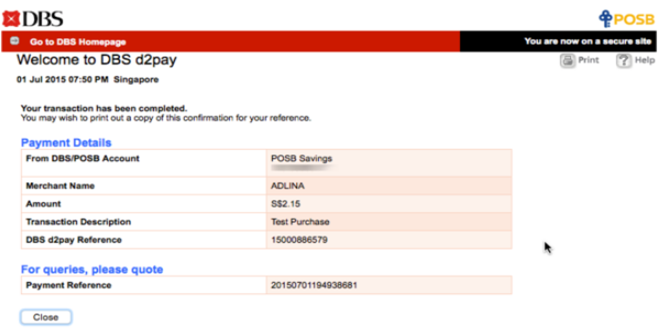 DBS
POSB
Go to DBS Homepage
You are now on a secure site
Welcome to DBS d2pay
Print
Help
01 Jul 2015 07:50 PM Singapore
Your transaction has been completed.
You may wish to print out a copy of this confirmation for your reference.
Payment Details
From DBS/POSB Account
POSB Savings
Merchant Name
ADLINA
Amount
S$2.15
Transaction Description
Test Purchase
DBS d2pay Reference
15000886579
For queries, please quote
Payment Reference
20150701194938681
Close